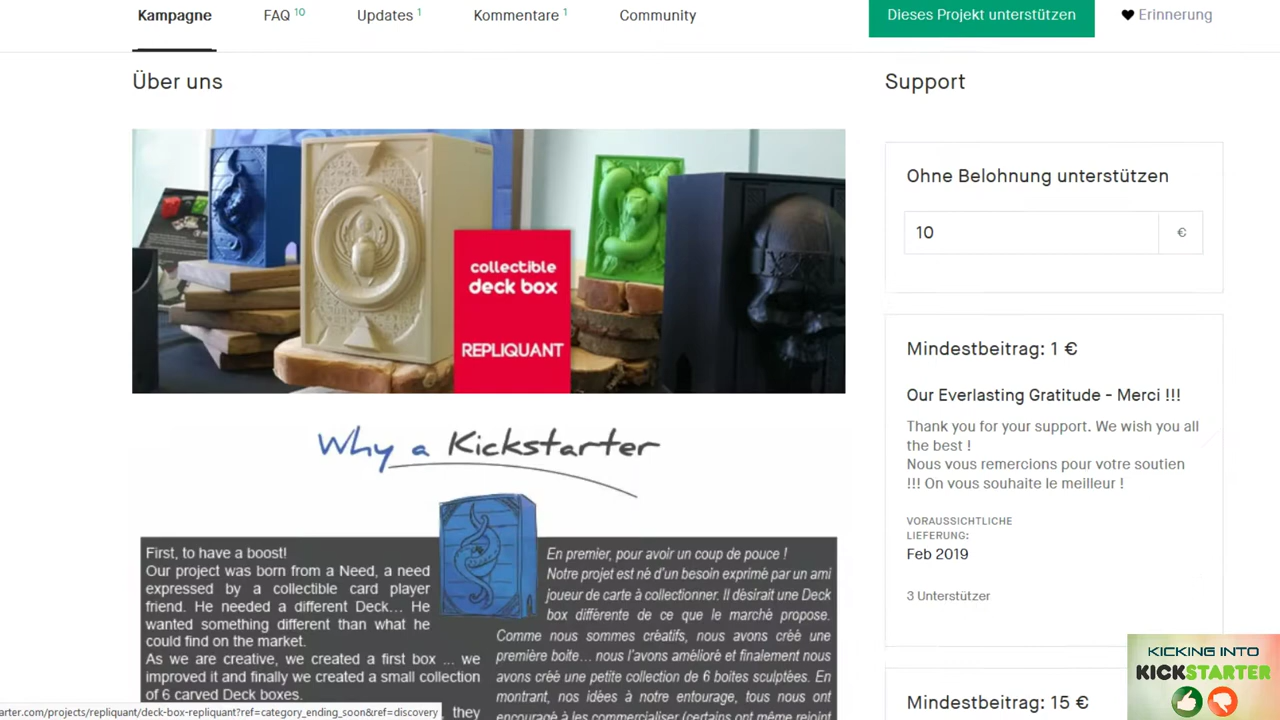 Kampagne
FAQ 10
Updates 1
Kommentare 1
Community
Dieses Projekt unterstützen
Erinnerung
Über uns
collectible
deck box
REPLIQUANT
Why a Kickstarter
First, to have a boost!
Our project was born from a Need, a need
expressed by a collectible card player
friend. He needed a different Deck... He
wanted something different than what he
could find on the market.
As we are creative, we created a first box ... we
improved it and finally we created a small collection
of 6 carved Deck boxes.
they
En premier, pour avoir un coup de pouce !
Notre projet est né d'un besoin exprimé par un ami
joueur de carte à collectionner. Il désirait une Deck
box différente de ce que le marché propose.
Comme nous sommes créatifs, nous avons créé une
première boite... nous l'avons amélioré et finalement nous
avons créé une petite collection de 6 boites sculptées. En
montrant, nos idées à notre entourage, tous nous ont
encouragé à les commercialiser (certains ont même rejoint
Support
Ohne Belohnung unterstützen
10 €
Mindestbeitrag: 1 €
Our Everlasting Gratitude - Merci !!!
Thank you for your support. We wish you all
the best !
Nous vous remercions pour votre soutien
!!! On vous souhaite le meilleur !
VORAUSSICHTLICHE
LIEFERUNG:
Feb 2019
3 Unterstützer
Mindestbeitrag: 15 €
KICKING INTO
KICKSTARTER
starter.com/projects/repliquant/deck-box-repliquant?ref=category_ending_soon&ref=discovery